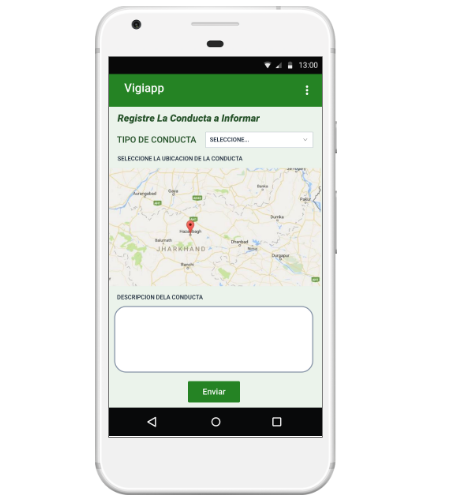 13:00
Vigiapp
Registre La Conducta a Informar
TIPO DE CONDUCTA SELECCIONE...
SELECCIONE LA UBICACION DE LA CONDUCTA
Aurangabad Gaya
Dumka
Hazaribagh
Dhanbad
JHARKHAND
Durgapur
Ranchi
DESCRIPCION DELA CONDUCTA
Enviar